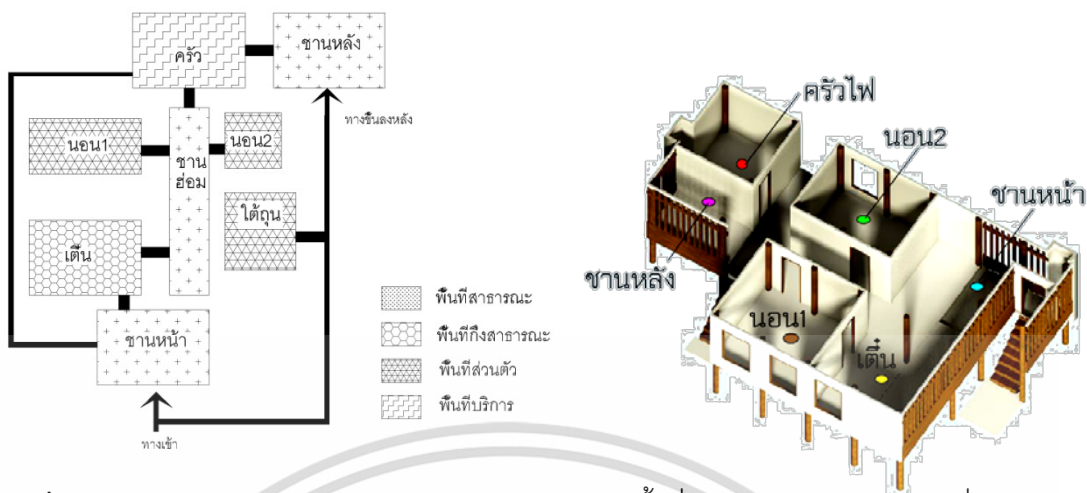 ครัว
ชานหลัง
ทางขึ้นลงหลัง
นอน1
ชาน
ฮ่อม
นอน2
ใต้ถุน
เติ๋น
ชานหน้า
ทางเข้า
พื้นที่สาธารณะ
พื้นที่กึ่งสาธารณะ
พื้นที่ส่วนตัว
พื้นที่บริการ
ครัวไฟ
นอน2
ชานหน้า
ชานหลัง
นอน1
เติ๋น